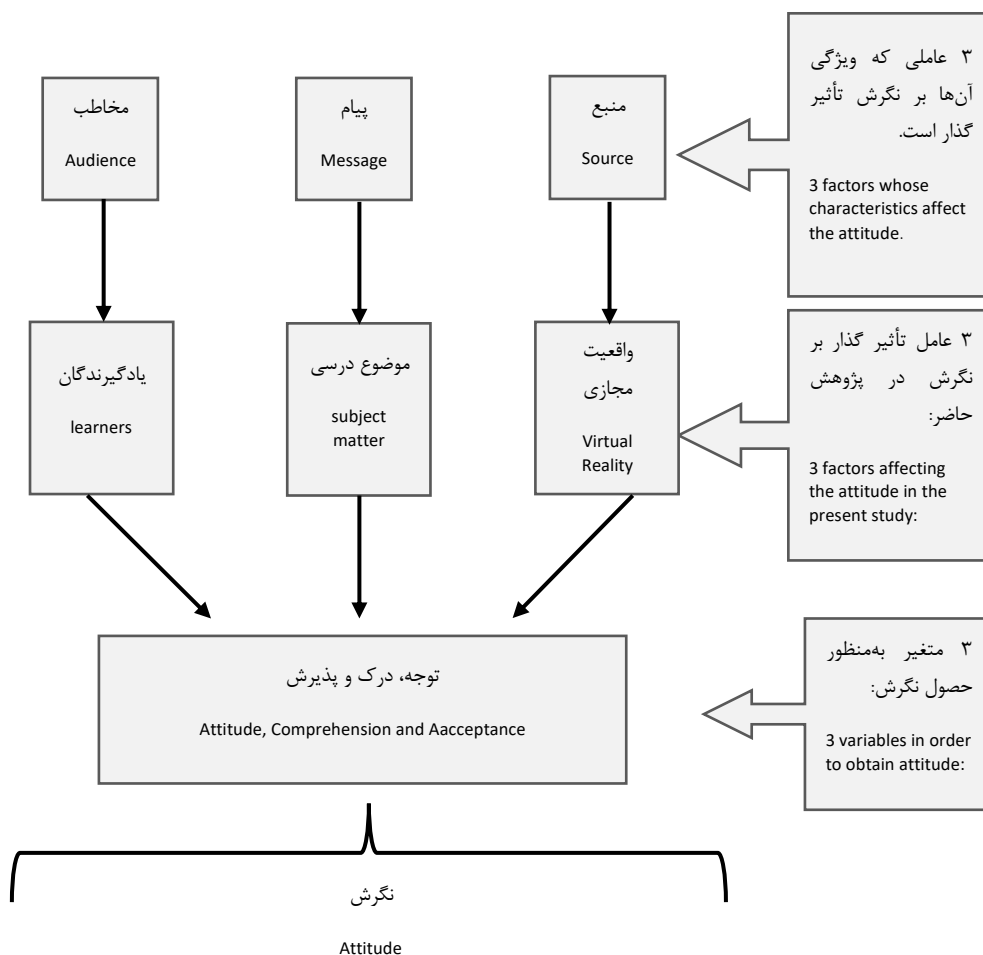 مخاطب
Audience
پیام
Message
منبع
Source
۳ عاملی که ویژگی
آن‌ها بر نگرش تأثیر
گذار است.
3 factors whose
characteristics affect
the attitude.
یادگیرندگان
learners
موضوع درسی
subject
matter
واقعیت
مجازی
Virtual
Reality
۳ عامل تأثیر گذار بر
نگرش در پژوهش
حاضر:
3 factors affecting
the attitude in the
present study:
توجه، درک و پذیرش
Attitude, Comprehension and Aacceptance
۳ متغیر به‌منظور
حصول نگرش:
3 variables in order
to obtain attitude:
نگرش
Attitude